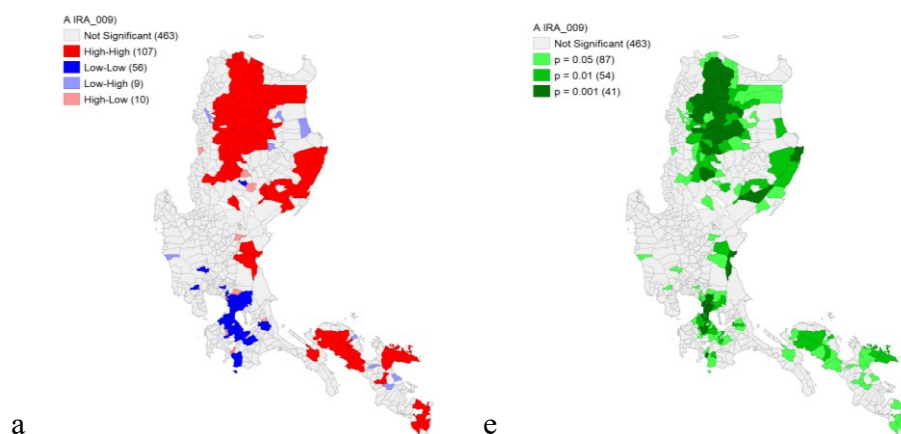 A IRA_009)
Not Significant (463)
High-High (107)
Low-Low (56)
Low-High (9)
High-Low (10)
a
A IRA_009)
Not Significant (463)
p = 0.05 (87)
p = 0.01 (54)
p = 0.001 (41)
e